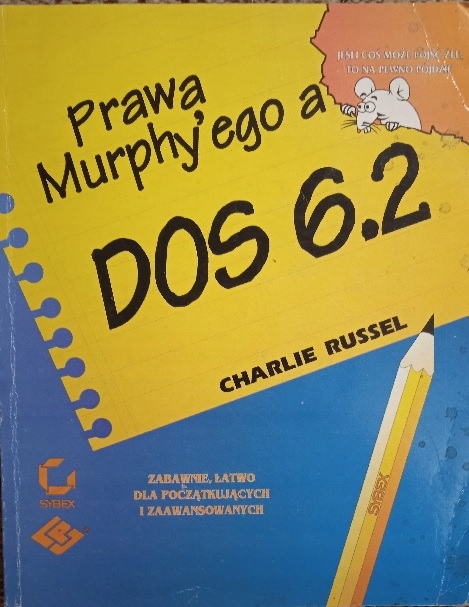 JEŚLI COŚ MOŻE PÓJŚĆ ŹLE,
TO NA PEWNO PÓJDZIE
Prawa
Murphy'ego a
DOS 6.2
CHARLIE RUSSEL
ZABAWNIE, ŁATWO
DLA POCZĄTKUJĄCYCH
I ZAAWANSOWANYCH
SYBEX
SYBEX